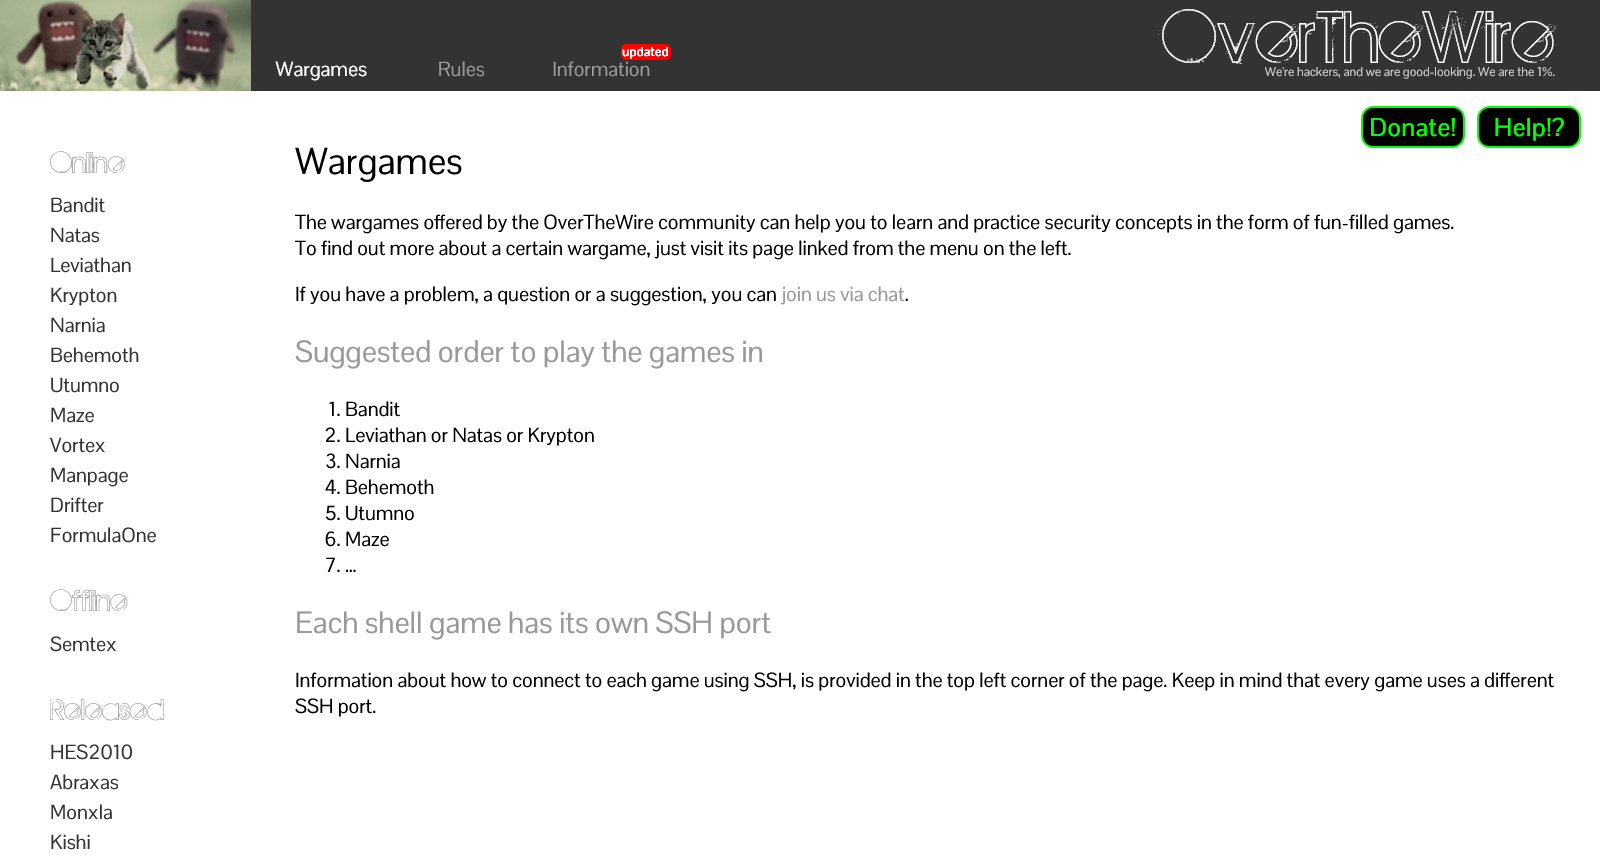 Wargames
Rules
Information
updated
OverTheWire
We're hackers, and we are good-looking. We are the 1%.
Donate!
Help!?
Online
Bandit
Natas
Leviathan
Krypton
Narnia
Behemoth
Utumno
Maze
Vortex
Manpage
Drifter
FormulaOne
Offline
Semtex
Released
HES2010
Abraxas
Monxla
Kishi
Wargames
The wargames offered by the OverTheWire community can help you to learn and practice security concepts in the form of fun-filled games.
To find out more about a certain wargame, just visit its page linked from the menu on the left.
If you have a problem, a question or a suggestion, you can join us via chat.
Suggested order to play the games in
1. Bandit
2. Leviathan or Natas or Krypton
3. Narnia
4. Behemoth
5. Utumno
6. Maze
7. ...
Each shell game has its own SSH port
Information about how to connect to each game using SSH, is provided in the top left corner of the page. Keep in mind that every game uses a different
SSH port.